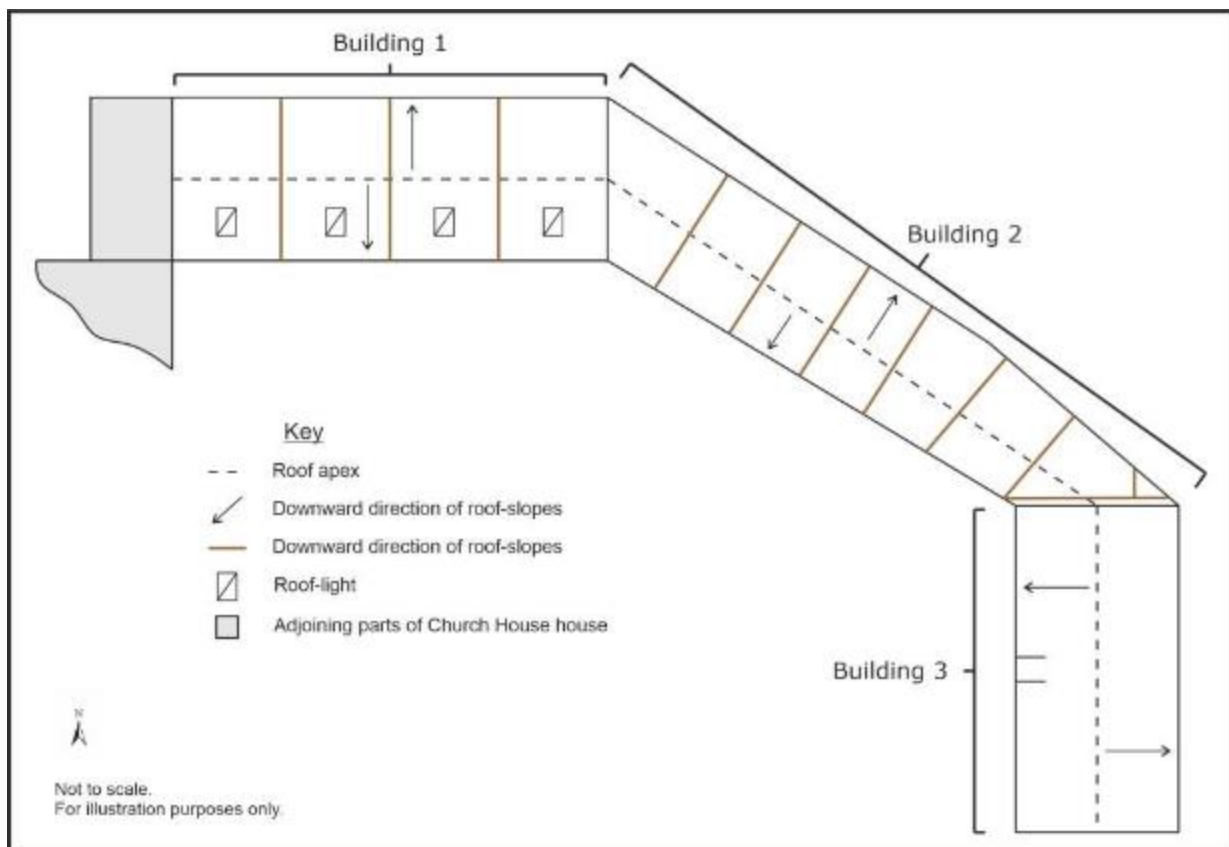 Building 1
Building 2
Key
Roof apex
Downward direction of roof-slopes
Downward direction of roof-slopes
Roof-light
Adjoining parts of Church House house
Building 3
N
Not to scale.
For illustration purposes only.